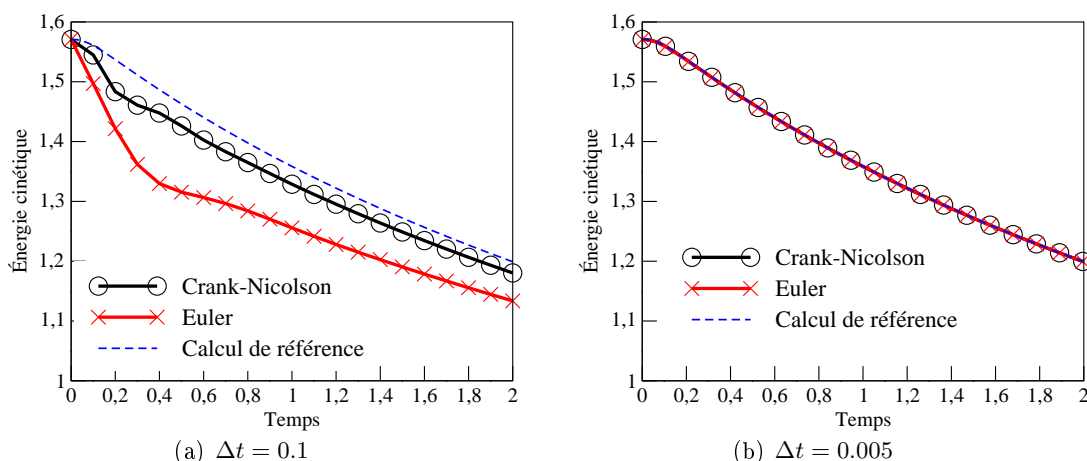 1,6
1,5
1,4
1,3
1,2
1,1
1
Énergie cinétique
Crank-Nicolson
Euler
Calcul de référence
0 0,2 0,4 0,6 0,8 1 1,2 1,4 1,6 1,8 2
Temps
(a) Δt = 0.1
1,6
1,5
1,4
1,3
1,2
1,1
1
Énergie cinétique
Crank-Nicolson
Euler
Calcul de référence
0 0,2 0,4 0,6 0,8 1 1,2 1,4 1,6 1,8 2
Temps
(b) Δt = 0.005